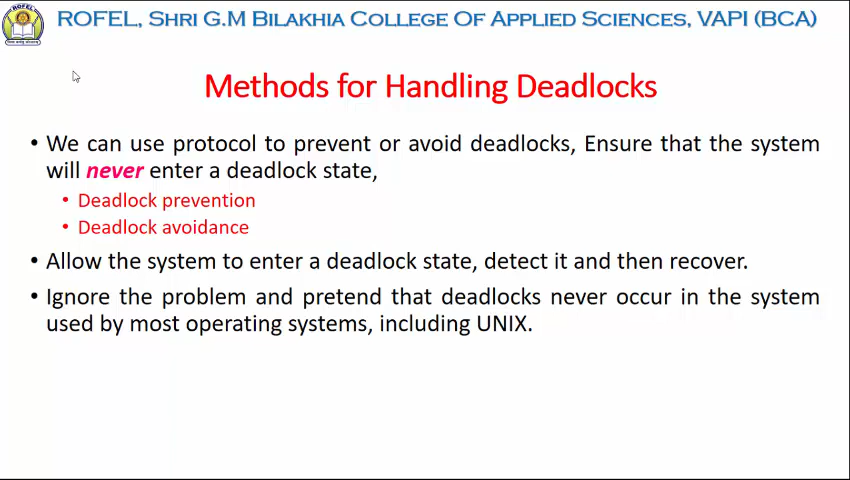 ROFEL, SHRI G.M BILAKHIA COLLEGE OF APPLIED SCIENCES, VAPI (BCA)
ROFEL
Methods for Handling Deadlocks
• We can use protocol to prevent or avoid deadlocks, Ensure that the system
will never enter a deadlock state,
• Deadlock prevention
• Deadlock avoidance
• Allow the system to enter a deadlock state, detect it and then recover.
• Ignore the problem and pretend that deadlocks never occur in the system
used by most operating systems, including UNIX.